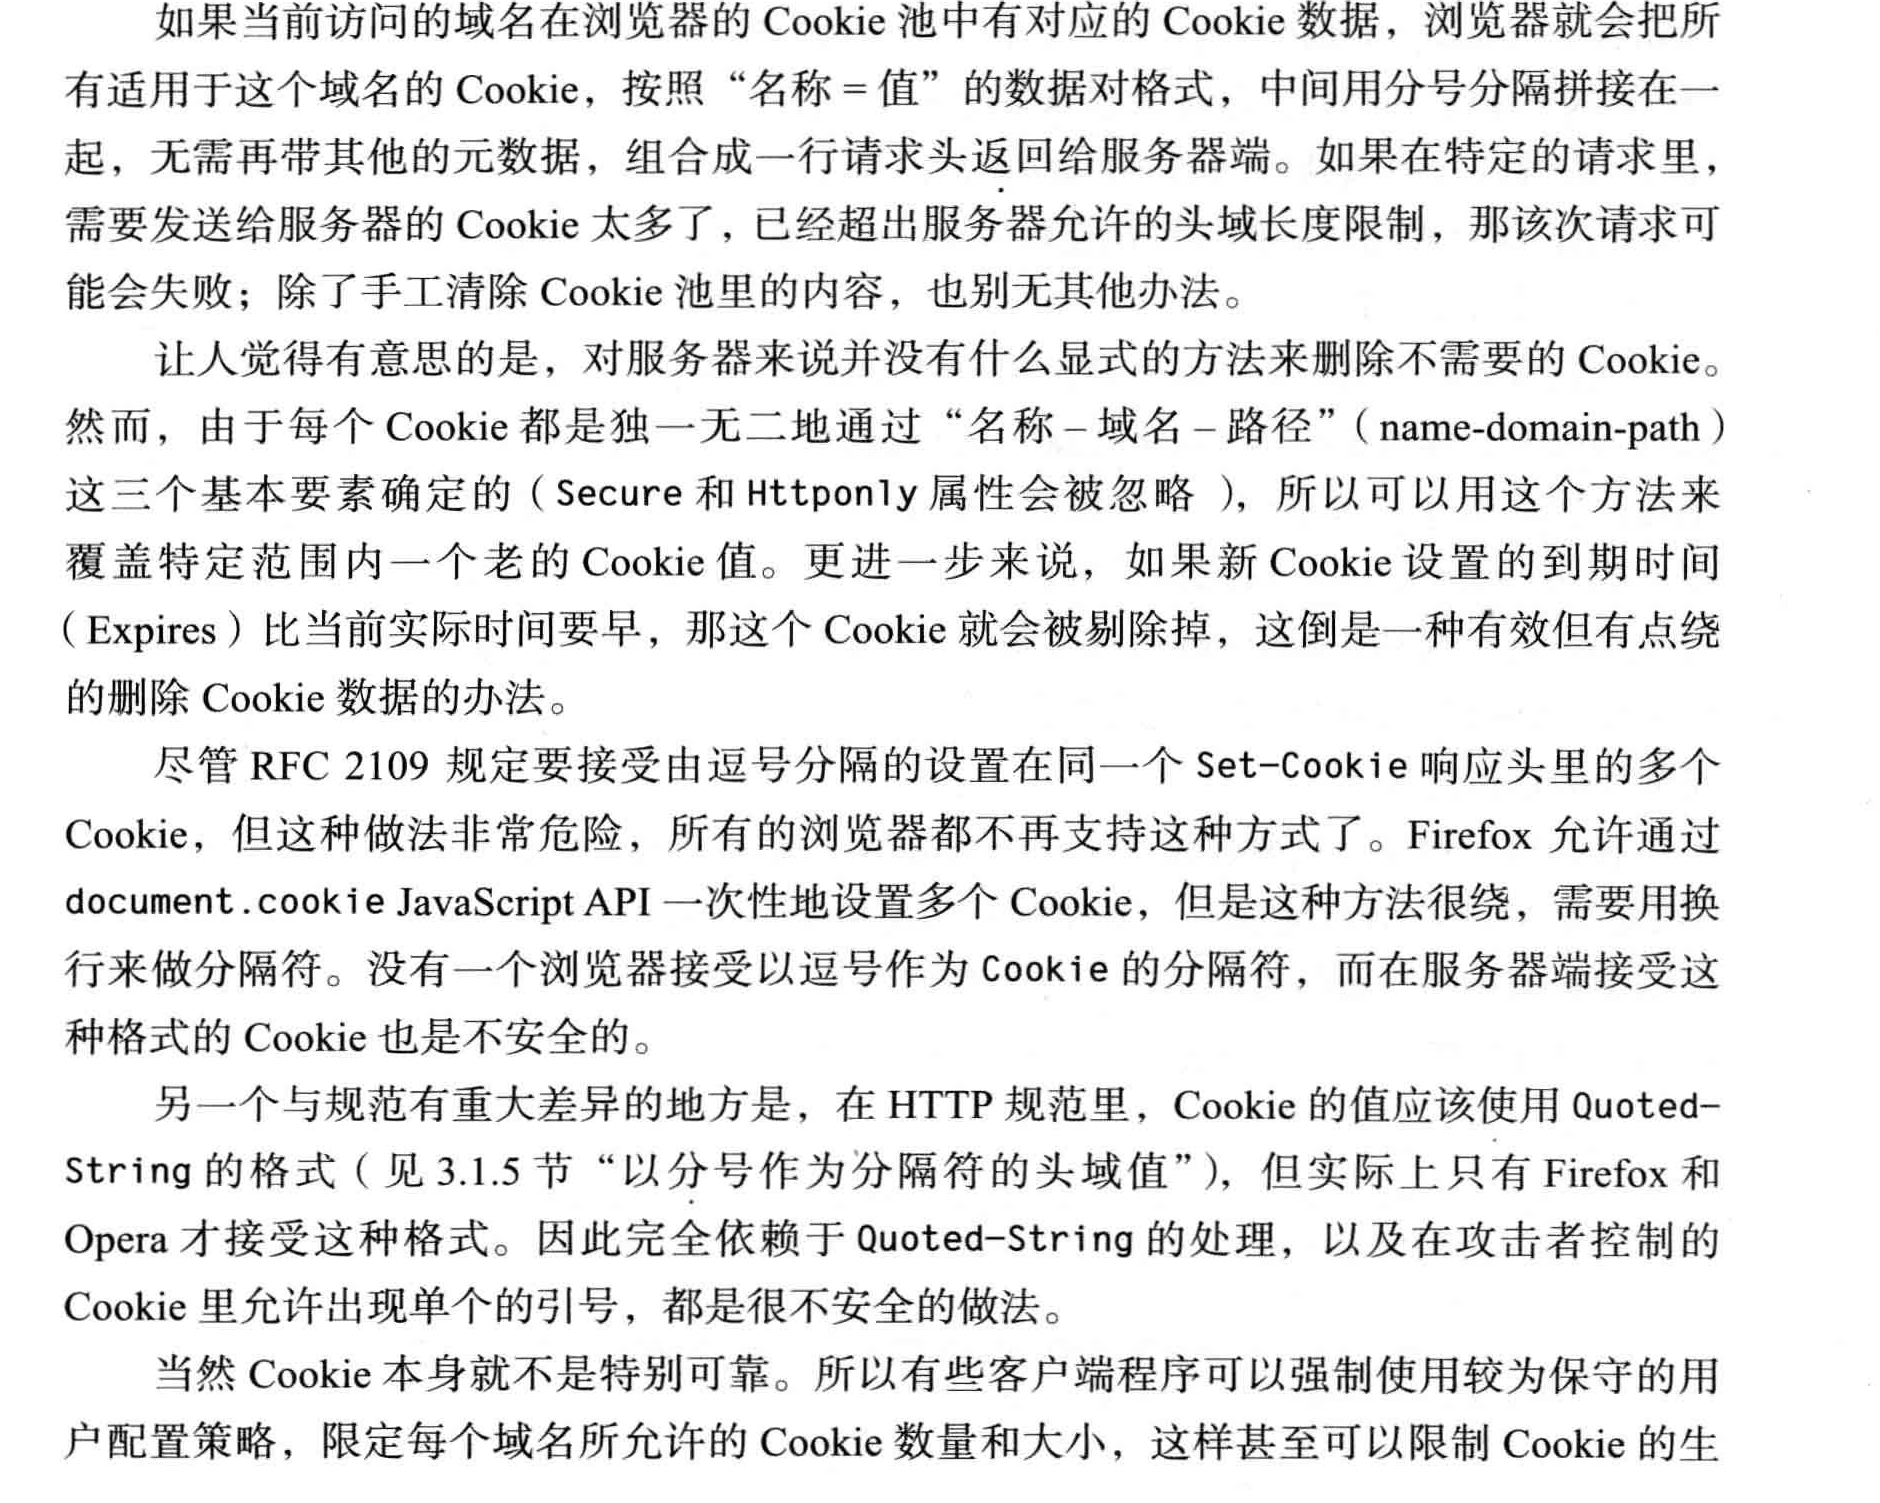 如果当前访问的域名在浏览器的 Cookie 池中有对应的 Cookie 数据，浏览器就会把所
有适用于这个域名的 Cookie，按照“名称 = 值”的数据对格式，中间用分号分隔拼接在一
起，无需再带其他的元数据，组合成一行请求头返回给服务器端。如果在特定的请求里，
需要发送给服务器的 Cookie 太多了，已经超出服务器允许的头域长度限制，那该次请求可
能会失败；除了手工清除 Cookie 池里的内容，也别无其他办法。
让人觉得有意思的是，对服务器来说并没有什么显式的方法来删除不需要的 Cookie。
然而，由于每个 Cookie 都是独一无二地通过“名称 – 域名 – 路径”（name-domain-path）
这三个基本要素确定的（Secure 和 Httponly 属性会被忽略），所以可以用这个方法来
覆盖特定范围内一个老的 Cookie 值。更进一步来说，如果新 Cookie 设置的到期时间
（Expires）比当前实际时间要早，那这个 Cookie 就会被剔除掉，这倒是一种有效但有点绕
的删除 Cookie 数据的办法。
尽管 RFC 2109 规定要接受由逗号分隔的设置在同一个 Set-Cookie 响应头里的多个
Cookie，但这种做法非常危险，所有的浏览器都不再支持这种方式了。Firefox 允许通过
document.cookie JavaScript API 一次性地设置多个 Cookie，但是这种方法很绕，需要用换
行来做分隔符。没有一个浏览器接受以逗号作为 Cookie 的分隔符，而在服务器端接受这
种格式的 Cookie 也是不安全的。
另一个与规范有重大差异的地方是，在 HTTP 规范里，Cookie 的值应该使用 Quoted-
String 的格式（见 3.1.5 节“以分号作为分隔符的头域值”），但实际上只有 Firefox 和
Opera 才接受这种格式。因此完全依赖于 Quoted-String 的处理，以及在攻击者控制的
Cookie 里允许出现单个的引号，都是很不安全的做法。
当然 Cookie 本身就不是特别可靠。所以有些客户端程序可以强制使用较为保守的用
户配置策略，限定每个域名所允许的 Cookie 数量和大小，这样甚至可以限制 Cookie 的生